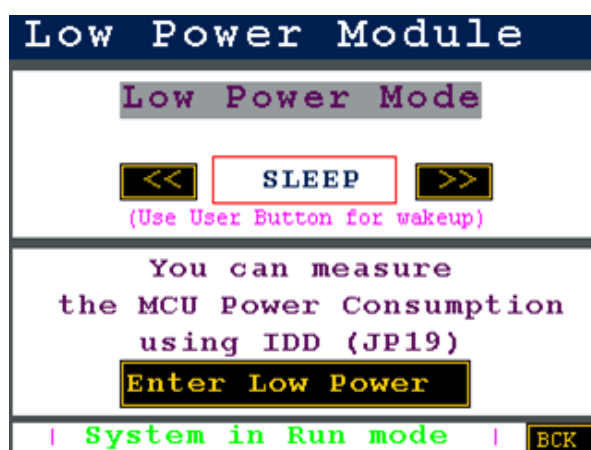 Low Power Module
Low Power Mode
<< SLEEP >>
(Use User Button for wakeup)
You can measure
the MCU Power Consumption
using IDD (JP19)
Enter Low Power
| System in Run mode | BCK